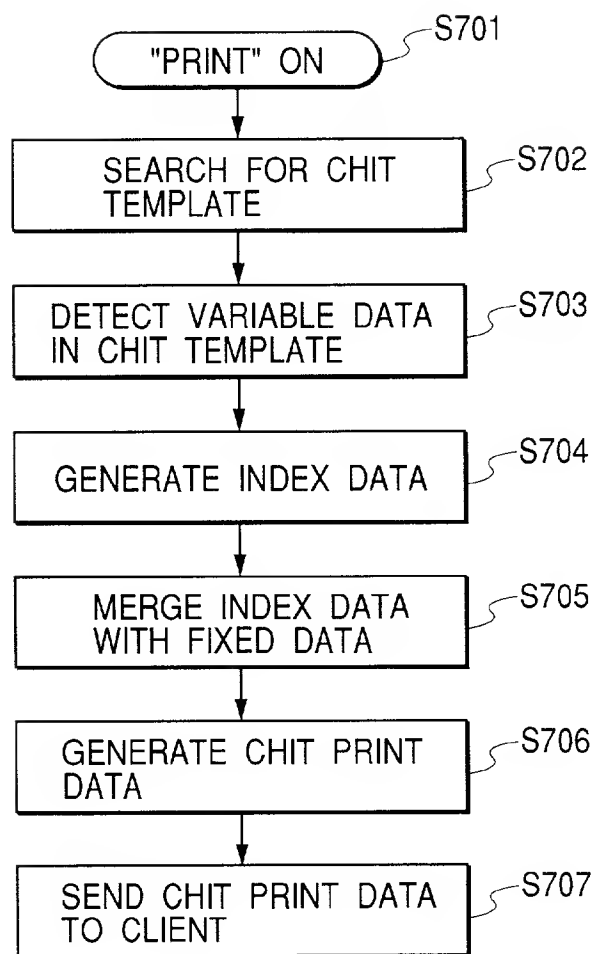 "PRINT" ON
S701
SEARCH FOR CHIT
TEMPLATE
S702
DETECT VARIABLE DATA
IN CHIT TEMPLATE
S703
GENERATE INDEX DATA
S704
MERGE INDEX DATA
WITH FIXED DATA
S705
GENERATE CHIT PRINT
DATA
S706
SEND CHIT PRINT DATA
TO CLIENT
S707